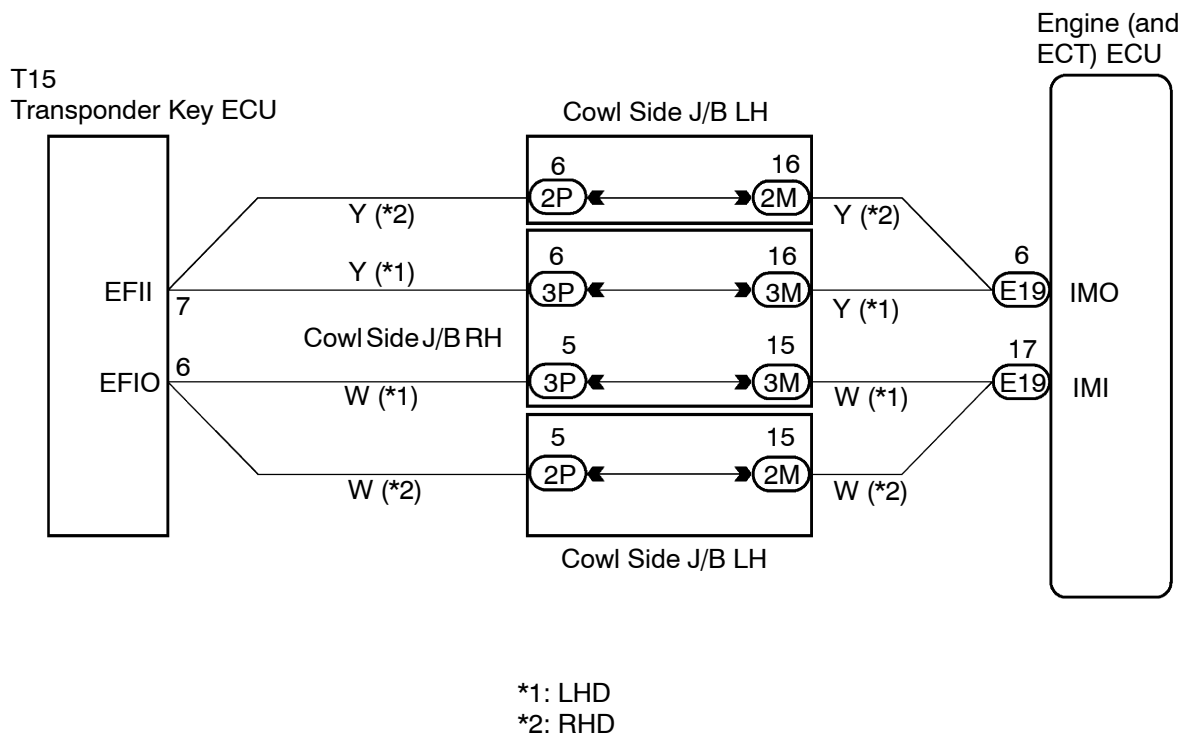 Engine (and
ECT) ECU
T15
Transponder Key ECU
Cowl Side J/B LH
6
16
2P
2M
Y (*2)
Y (*2)
6
16
6
Y (*1)
EFII
3P
3M
E19
IMO
7
Y (*1)
Cowl Side J/B RH
5
15
17
6
EFIO
3P
3M
E19
IMI
W (*1)
W (*1)
5
15
2P
2M
W (*2)
W (*2)
Cowl Side J/B LH
*1: LHD
*2: RHD